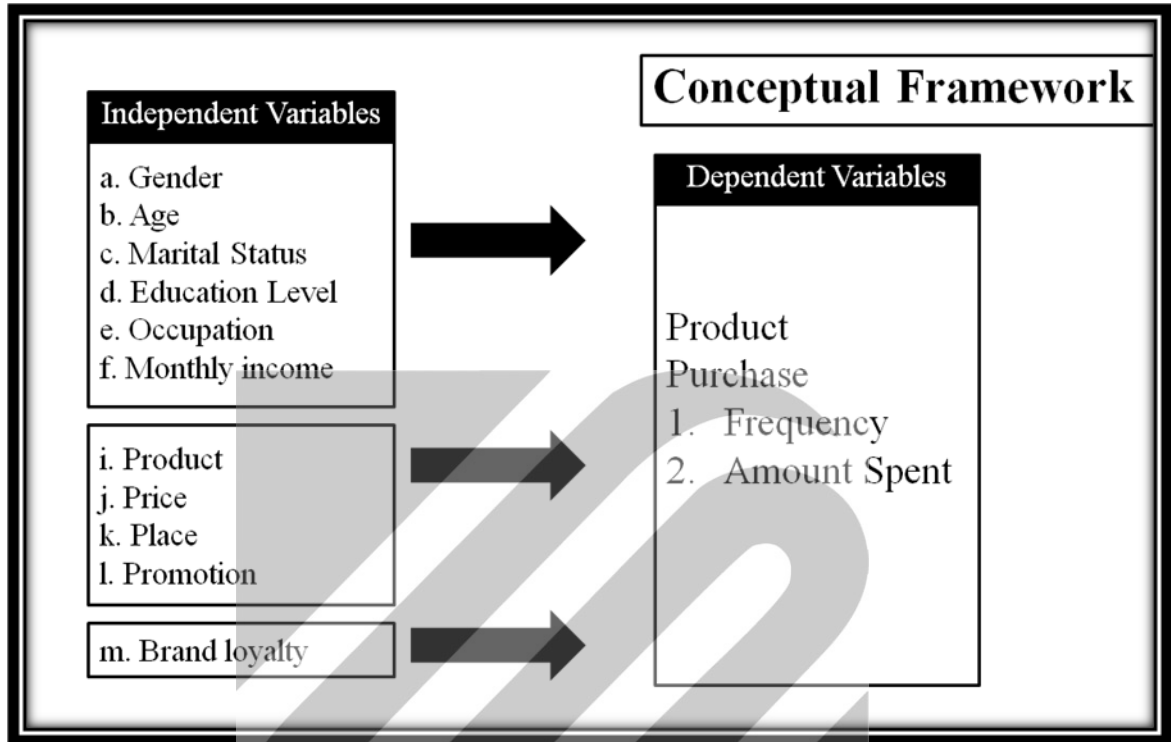 Conceptual Framework
Independent Variables
a. Gender
b. Age
c. Marital Status
d. Education Level
e. Occupation
f. Monthly income
i. Product
j. Price
k. Place
l. Promotion
m. Brand loyalty
Dependent Variables
Product
Purchase
1. Frequency
2. Amount Spent